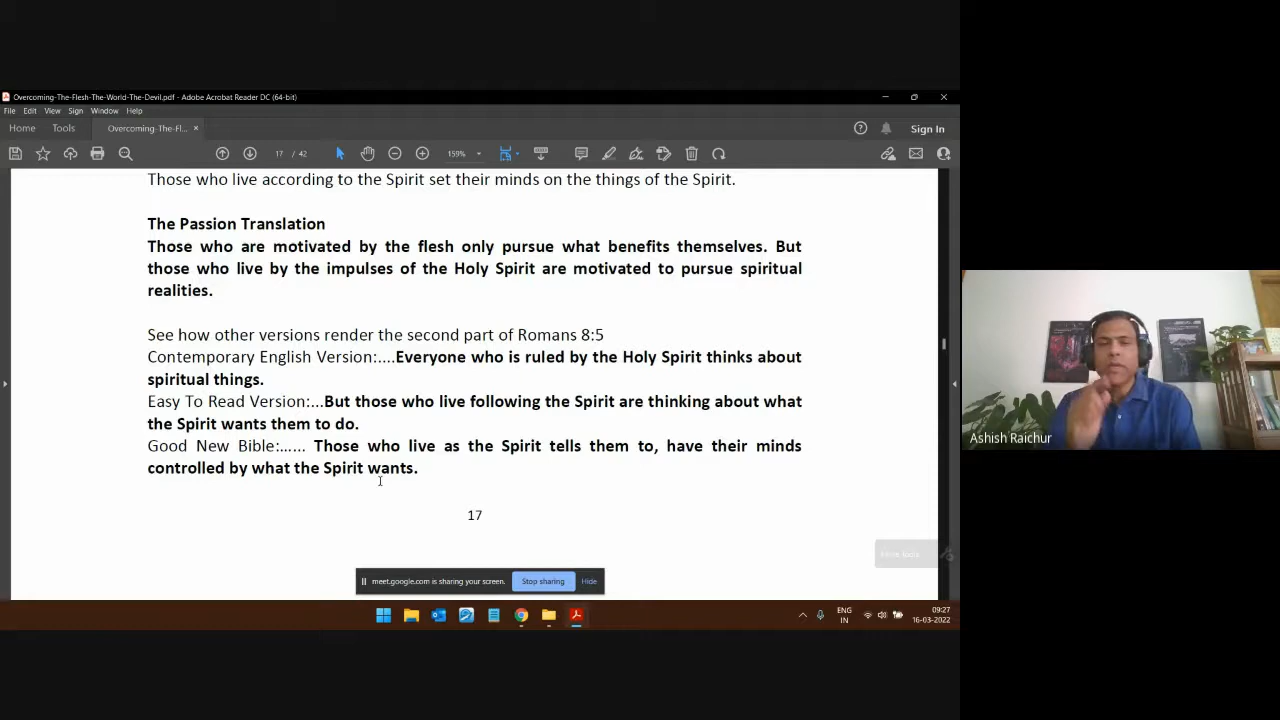 Overcoming-The-Flesh-The-World-The-Devil.pdf - Adobe Acrobat Reader DC (64-bit)
File Edit View Sign Window Help
Home Tools Overcoming-The-Fl... × Sign In
17 / 42 159%
Those who live according to the Spirit set their minds on the things of the Spirit.
The Passion Translation
Those who are motivated by the flesh only pursue what benefits themselves. But
those who live by the impulses of the Holy Spirit are motivated to pursue spiritual
realities.
See how other versions render the second part of Romans 8:5
Contemporary English Version:....Everyone who is ruled by the Holy Spirit thinks about
spiritual things.
Easy To Read Version:...But those who live following the Spirit are thinking about what
the Spirit wants them to do.
Good New Bible:...... Those who live as the Spirit tells them to, have their minds
controlled by what the Spirit wants.
17
meet.google.com is sharing your screen. Stop sharing Hide
ENG
IN
09:27
16-03-2022
Ashish Raichur